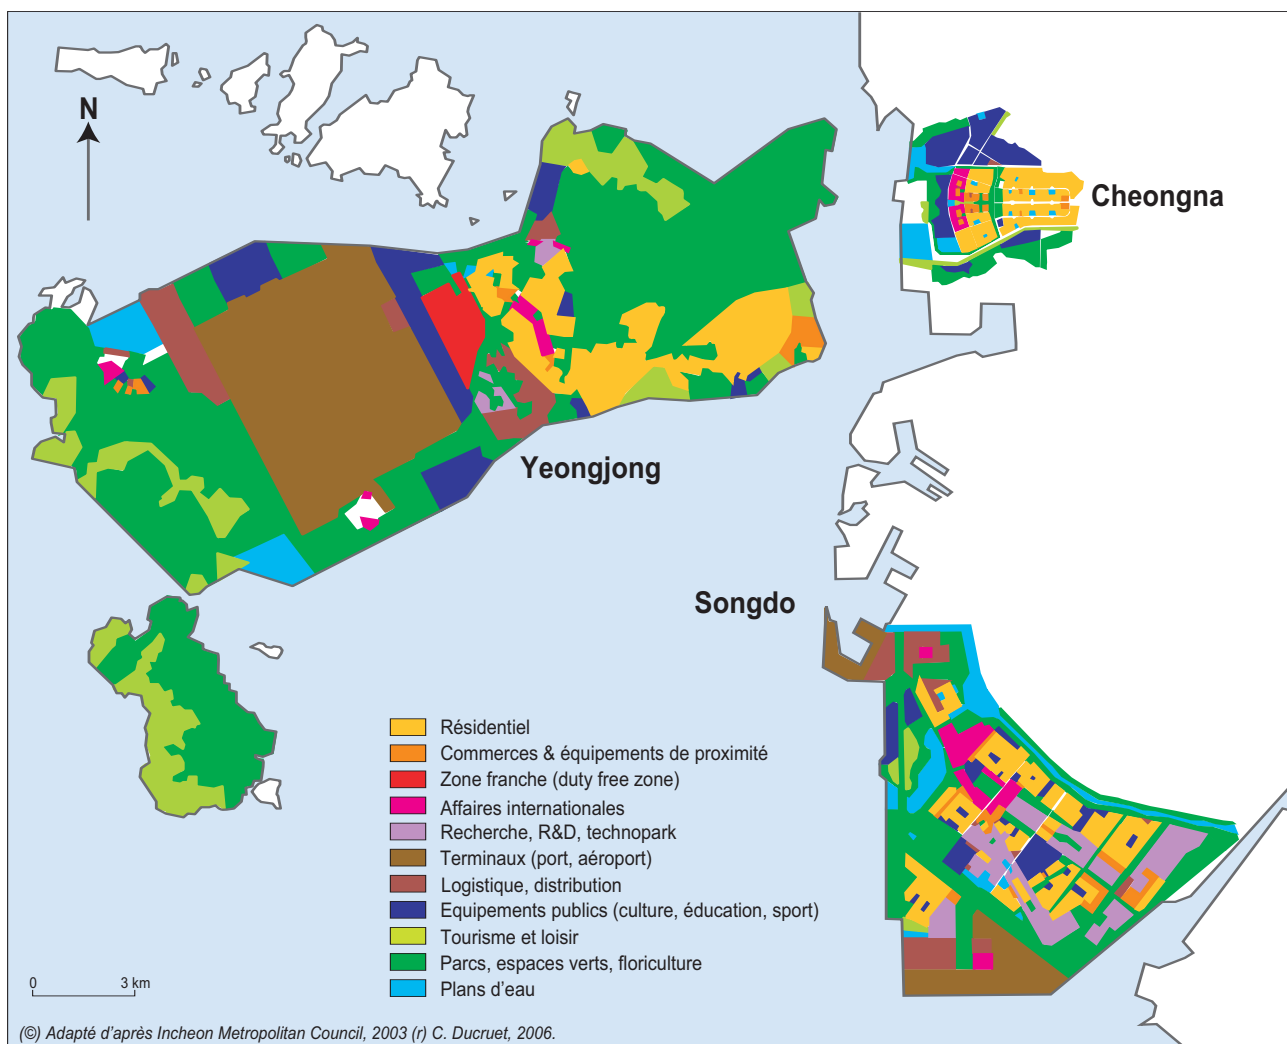 N
Cheongna
Yeongjong
Songdo
Résidentiel
Commerces & équipements de proximité
Zone franche (duty free zone)
Affaires internationales
Recherche, R&D, technopark
Terminaux (port, aéroport)
Logistique, distribution
Equipements publics (culture, éducation, sport)
Tourisme et loisir
Parcs, espaces verts, floriculture
Plans d'eau
0 3 km
(©) Adapté d'après Incheon Metropolitan Council, 2003 (r) C. Ducruet, 2006.